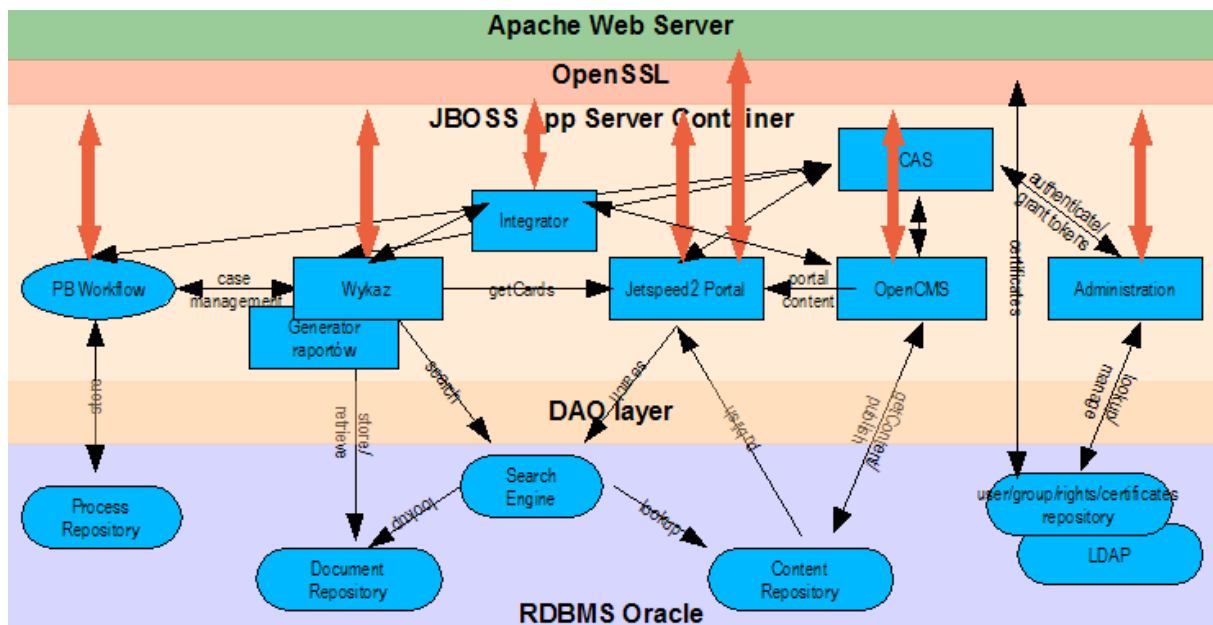 Apache Web Server
OpenSSL
JBOSS App Server Container
CAS
Integrator
authenticate/
grant tokens
certificates
PB Workflow
case
management
Wykaz
getCards
Jetspeed2 Portal
portal
content
OpenCMS
Administration
Generator
raportów
store
store/
retrieve
search
search
publish
getContent/
publish
lookup/
manage
DAO layer
Search
Engine
lookup
lookup
Process
Repository
Document
Repository
Content
Repository
user/group/rights/certificates
repository
LDAP
RDBMS Oracle